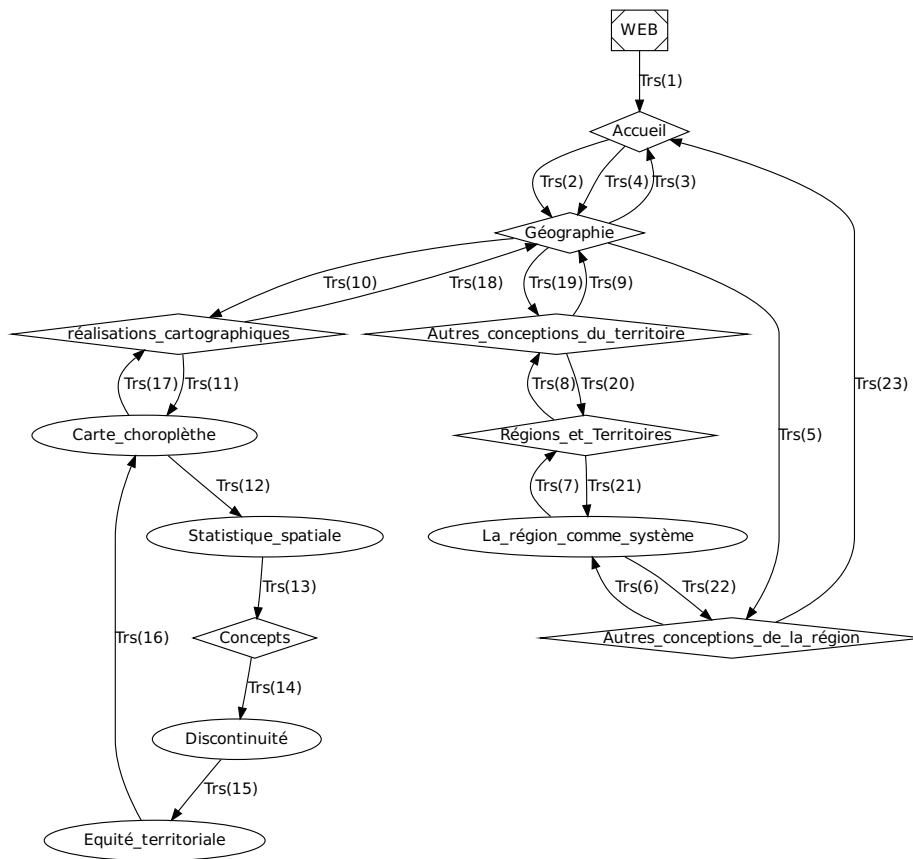 WEB
Trs(1)
Accueil
Trs(2)
Trs(4)
Trs(3)
Géographie
Trs(10)
Trs(18)
Trs(19)
Trs(9)
réalisations_cartographiques
Autres_conceptions_du_territoire
Trs(17)
Trs(11)
Trs(8)
Trs(20)
Trs(23)
Carte_choroplèthe
Régions_et_Territoires
Trs(5)
Trs(12)
Trs(7)
Trs(21)
Statistique_spatiale
La_région_comme_système
Trs(13)
Trs(6)
Trs(22)
Trs(16)
Concepts
Autres_conceptions_de_la_région
Trs(14)
Discontinuité
Trs(15)
Equité_territoriale